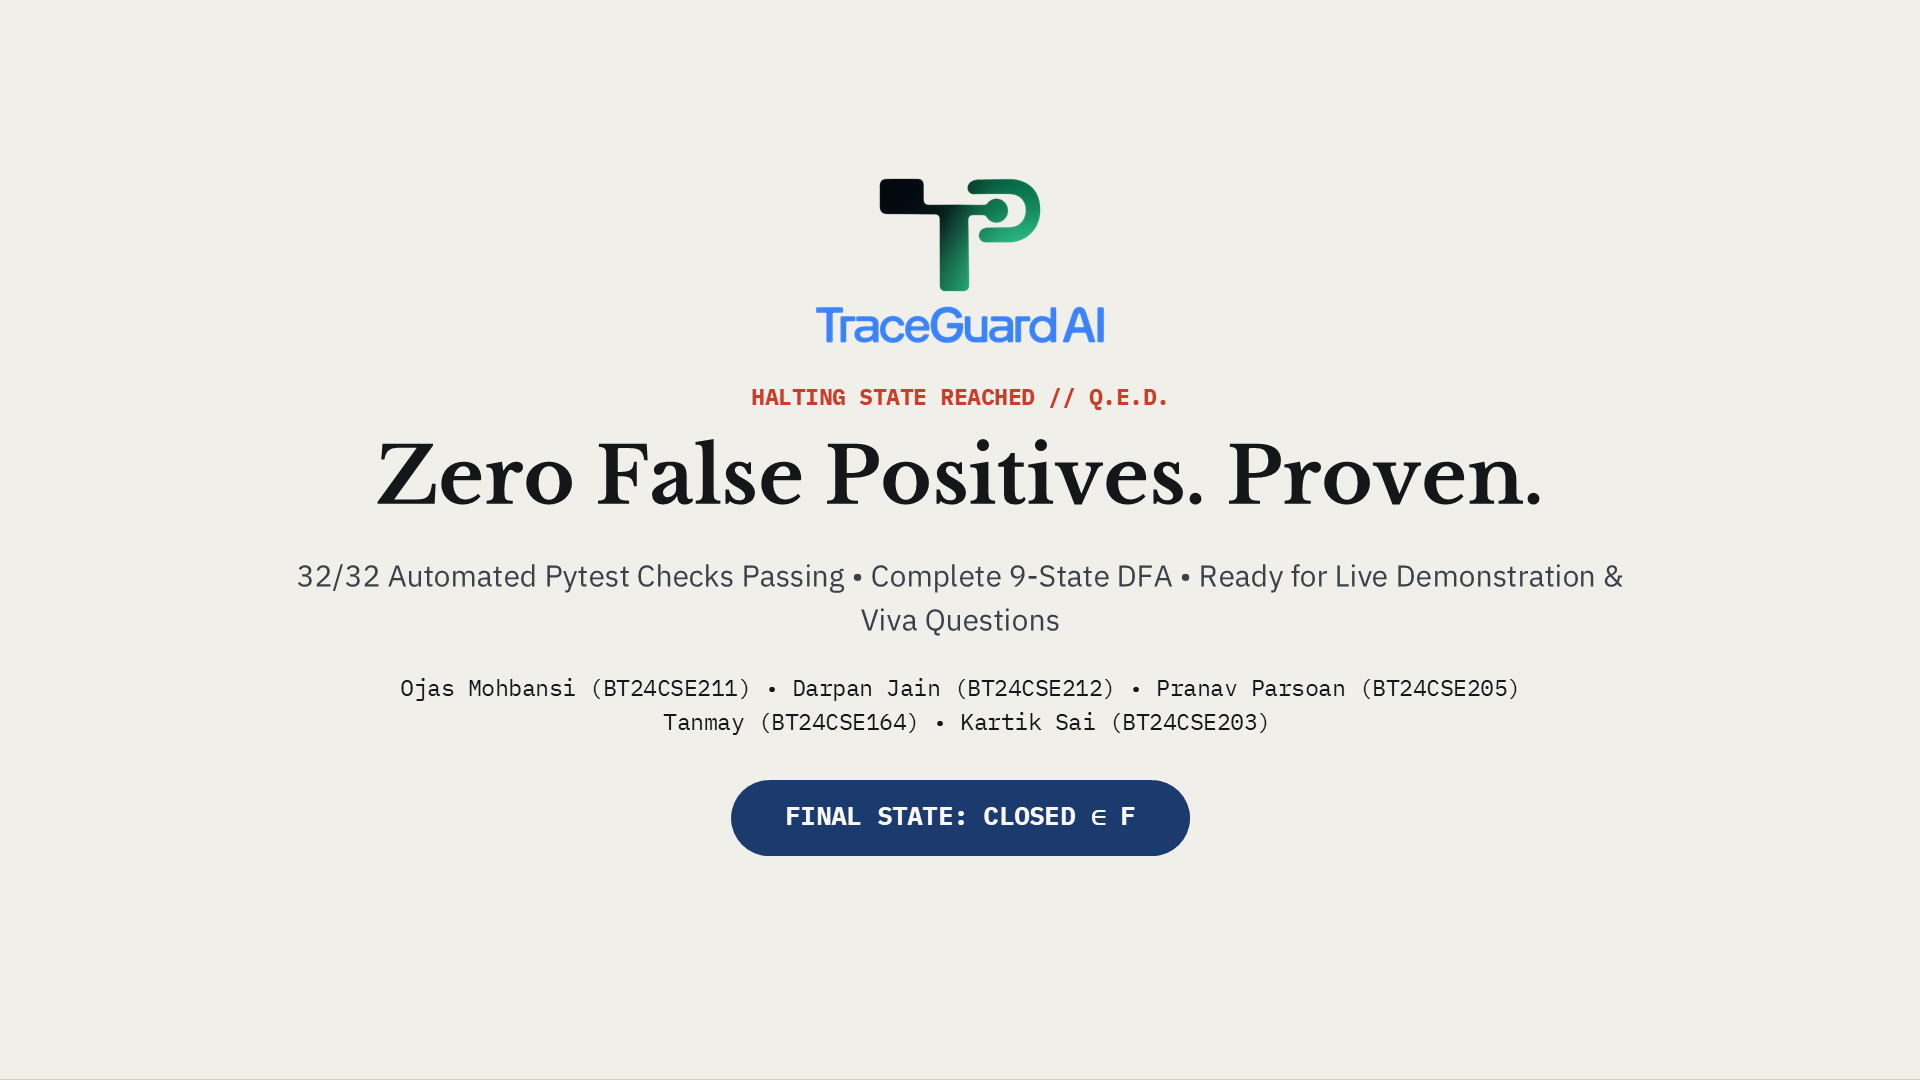 TraceGuard AI
HALTING STATE REACHED // Q.E.D.
Zero False Positives. Proven.
32/32 Automated Pytest Checks Passing • Complete 9-State DFA • Ready for Live Demonstration &
Viva Questions
Ojas Mohbansi (BT24CSE211) • Darpan Jain (BT24CSE212) • Pranav Parsoan (BT24CSE205)
Tanmay (BT24CSE164) • Kartik Sai (BT24CSE203)
FINAL STATE: CLOSED ∈ F